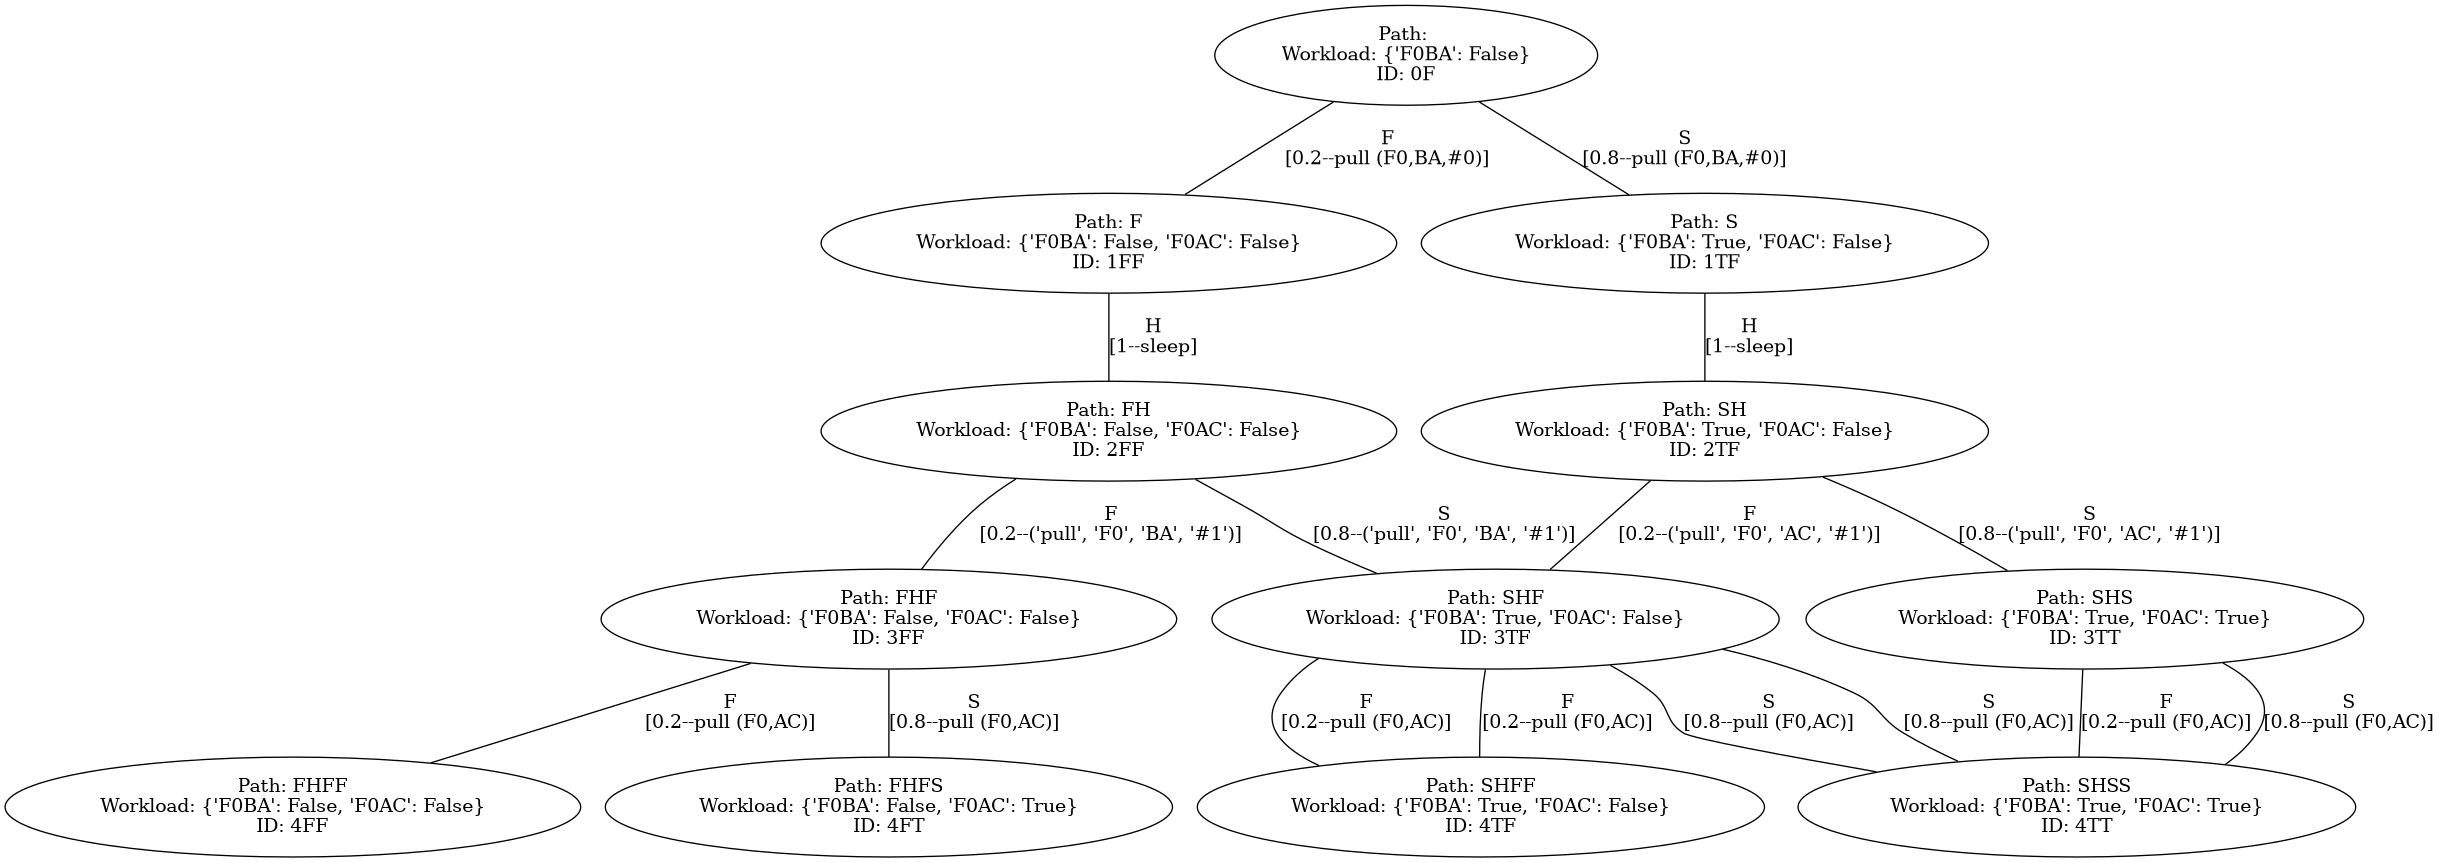 Path:
Workload: {'F0BA': False}
ID: 0F
F
[0.2--pull (F0,BA,#0)]
S
[0.8--pull (F0,BA,#0)]
Path: F
Workload: {'F0BA': False, 'F0AC': False}
ID: 1FF
Path: S
Workload: {'F0BA': True, 'F0AC': False}
ID: 1TF
H
[1--sleep]
H
[1--sleep]
Path: FH
Workload: {'F0BA': False, 'F0AC': False}
ID: 2FF
Path: SH
Workload: {'F0BA': True, 'F0AC': False}
ID: 2TF
F
[0.2--('pull', 'F0', 'BA', '#1')]
S
[0.8--('pull', 'F0', 'BA', '#1')]
F
[0.2--('pull', 'F0', 'AC', '#1')]
S
[0.8--('pull', 'F0', 'AC', '#1')]
Path: FHF
Workload: {'F0BA': False, 'F0AC': False}
ID: 3FF
Path: SHF
Workload: {'F0BA': True, 'F0AC': False}
ID: 3TF
Path: SHS
Workload: {'F0BA': True, 'F0AC': True}
ID: 3TT
F
[0.2--pull (F0,AC)]
S
[0.8--pull (F0,AC)]
F
[0.2--pull (F0,AC)]
F
[0.2--pull (F0,AC)]
S
[0.8--pull (F0,AC)]
S
[0.8--pull (F0,AC)]
F
[0.2--pull (F0,AC)]
S
[0.8--pull (F0,AC)]
Path: FHFF
Workload: {'F0BA': False, 'F0AC': False}
ID: 4FF
Path: FHFS
Workload: {'F0BA': False, 'F0AC': True}
ID: 4FT
Path: SHFF
Workload: {'F0BA': True, 'F0AC': False}
ID: 4TF
Path: SHSS
Workload: {'F0BA': True, 'F0AC': True}
ID: 4TT